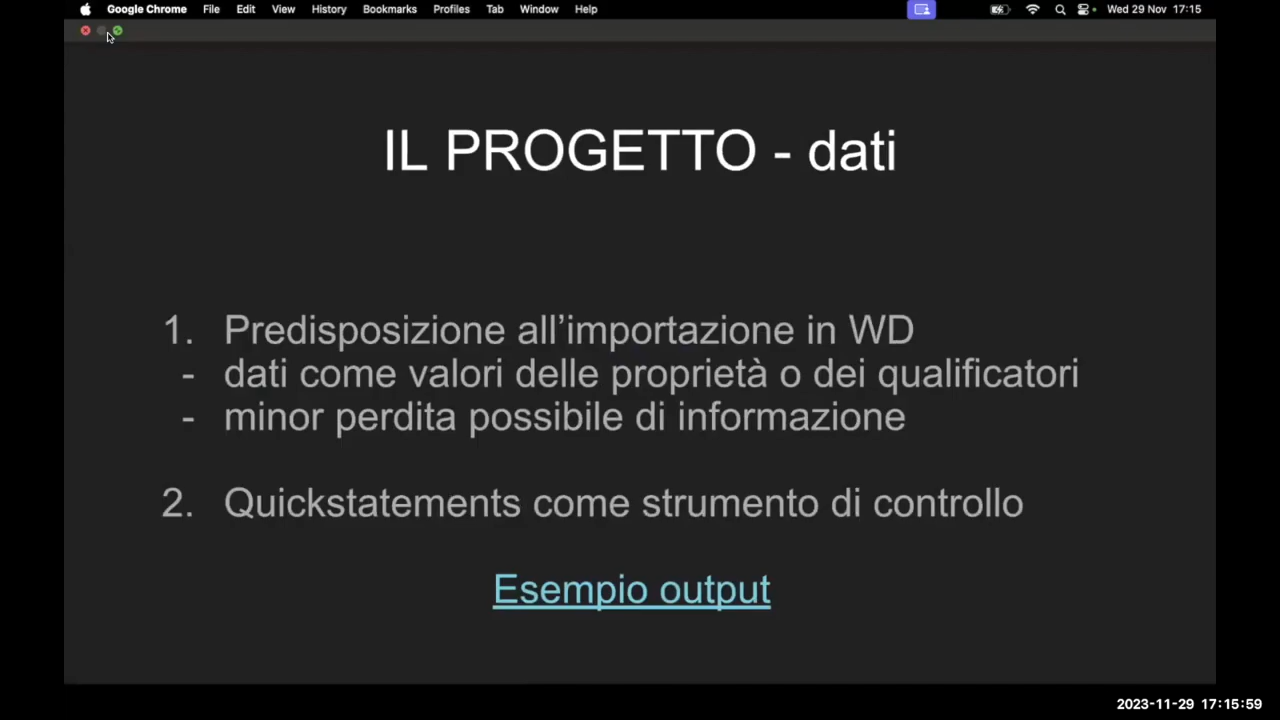 Google Chrome File Edit View History Bookmarks Profiles Tab Window Help Wed 29 Nov 17:15
IL PROGETTO - dati
1. Predisposizione all’importazione in WD
- dati come valori delle proprietà o dei qualificatori
- minor perdita possibile di informazione
2. Quickstatements come strumento di controllo
Esempio output
2023-11-29 17:15:59